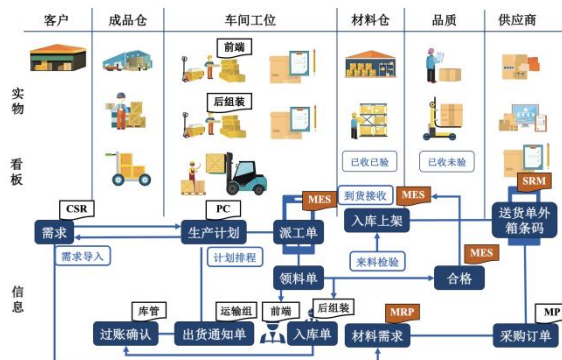 客户 成品仓 车间工位 材料仓 品质 供应商
前端
实物
后组装
看板
已收已验 已收未验
CSR PC MES 到货接收 MES SRM
需求 生产计划 派工单 入库上架 送货单外箱条码
需求导入 计划排程 来料检验 MES
领料单 合格
信息
库管 运输组 前端 后组装 MRP MP
过账确认 出货通知单 入库单 材料需求 采购订单